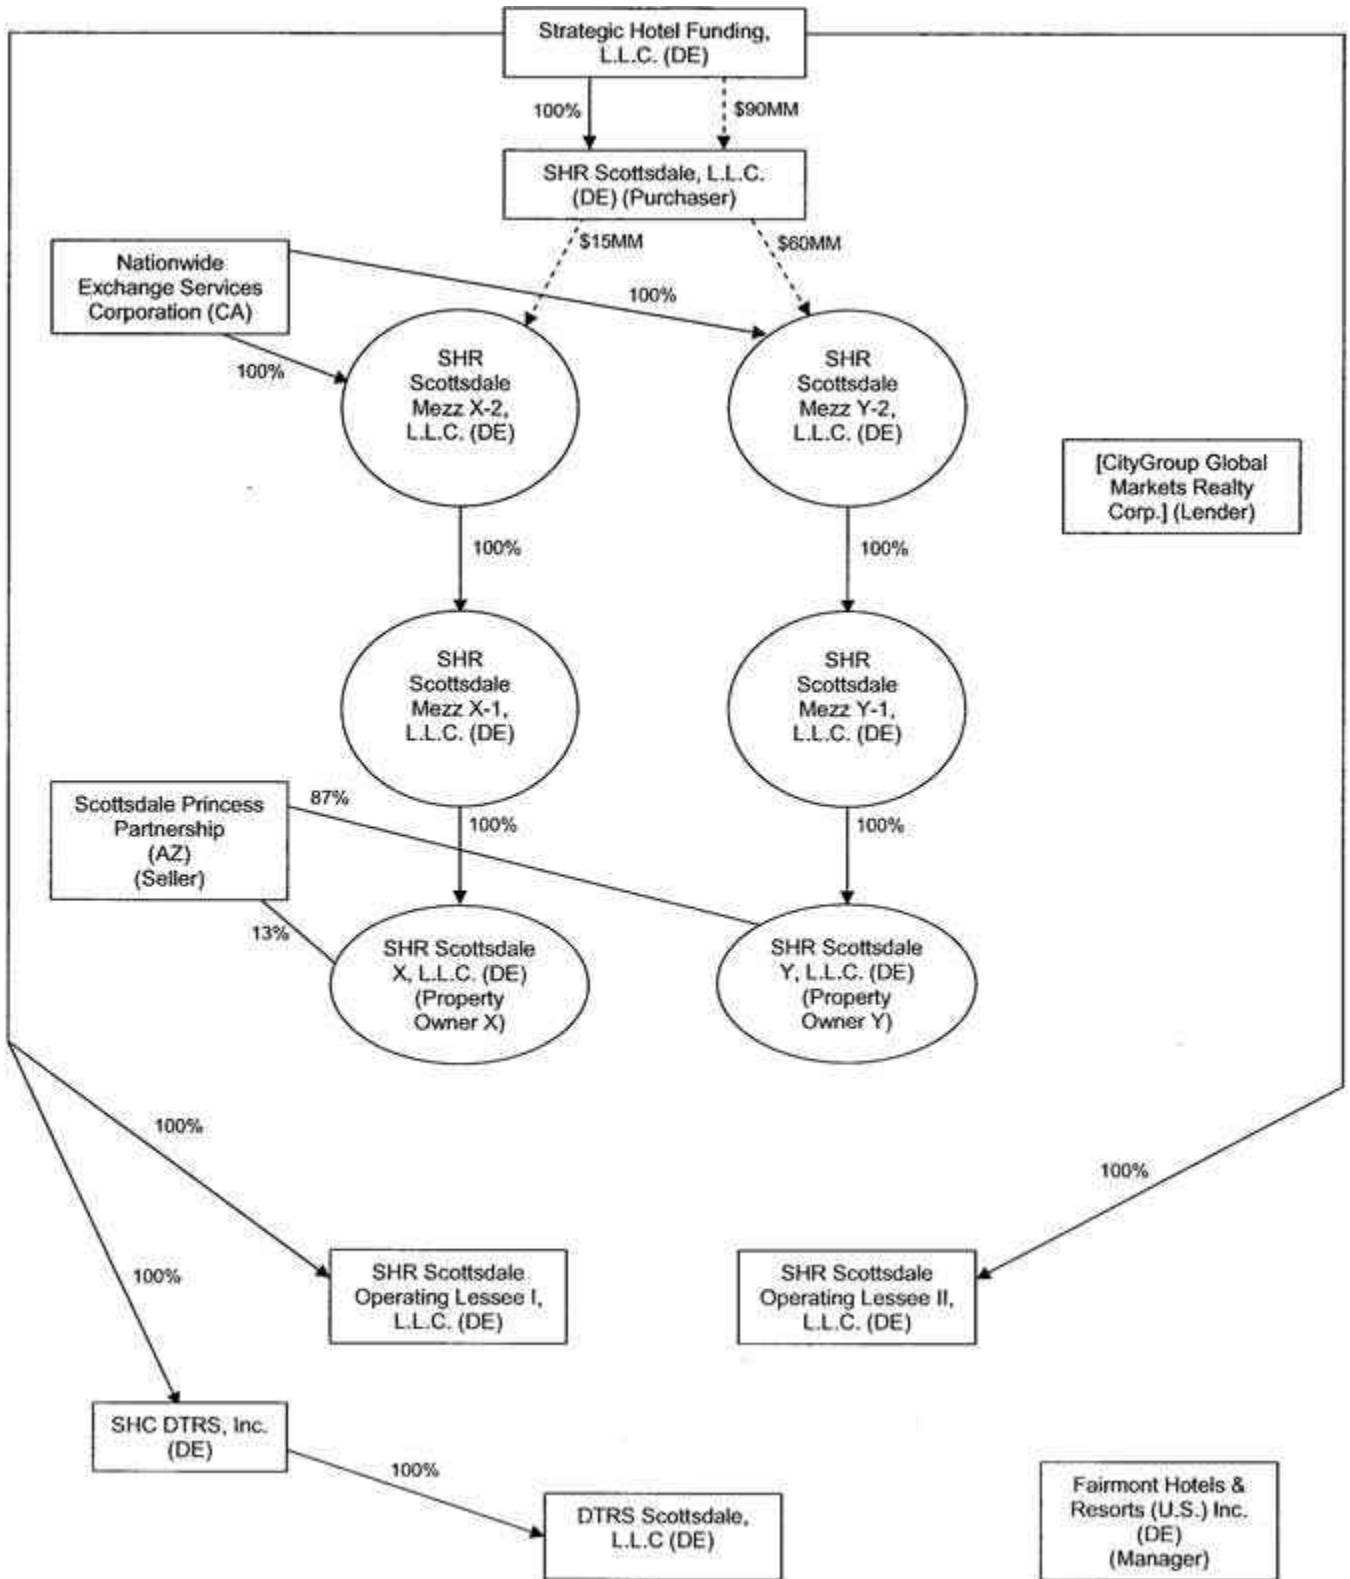 Strategic Hotel Funding,
L.L.C. (DE)
100%
$90MM
SHR Scottsdale, L.L.C.
(DE) (Purchaser)
$15MM
$60MM
Nationwide
Exchange Services
Corporation (CA)
100%
100%
SHR
Scottsdale
Mezz X-2,
L.L.C. (DE)
SHR
Scottsdale
Mezz Y-2,
L.L.C. (DE)
[CityGroup Global
Markets Realty
Corp.] (Lender)
100%
100%
SHR
Scottsdale
Mezz X-1,
L.L.C. (DE)
SHR
Scottsdale
Mezz Y-1,
L.L.C. (DE)
Scottsdale Princess
Partnership
(AZ)
(Seller)
87%
100%
100%
13%
SHR Scottsdale
X, L.L.C. (DE)
(Property
Owner X)
SHR Scottsdale
Y, L.L.C. (DE)
(Property
Owner Y)
100%
100%
100%
SHR Scottsdale
Operating Lessee I,
L.L.C. (DE)
SHR Scottsdale
Operating Lessee II,
L.L.C. (DE)
SHC DTRS, Inc.
(DE)
100%
DTRS Scottsdale,
L.L.C (DE)
Fairmont Hotels &
Resorts (U.S.) Inc.
(DE)
(Manager)